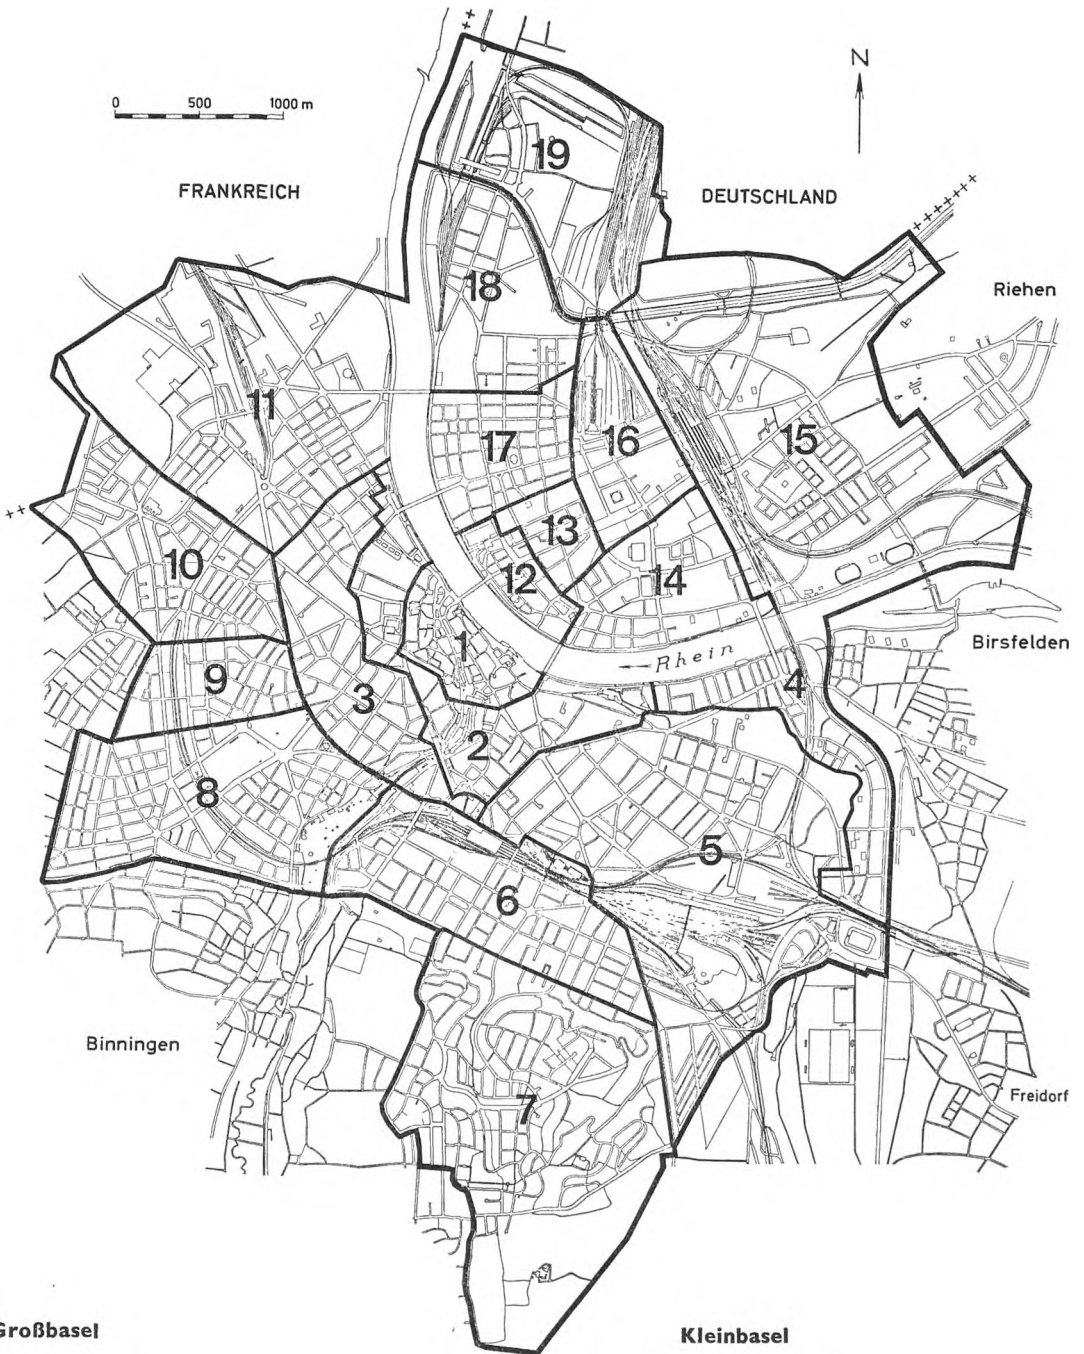 N
0 500 1000 m
19
FRANKREICH
DEUTSCHLAND
18
Riehen
11
17
16
15
10
13
12
14
1
Rhein
Birsfelden
9
3
4
2
8
5
6
Binningen
7
Freidorf
Großbasel
Kleinbasel